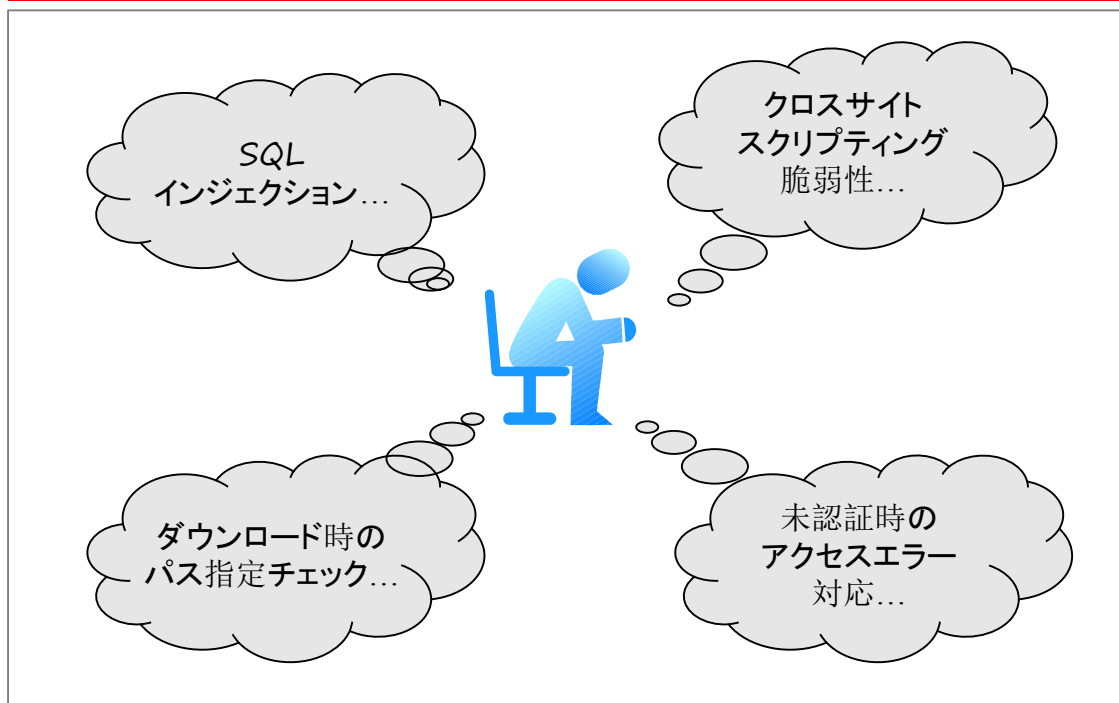 SQL
インジェクション…
クロスサイト
スクリプティング
脆弱性…
ダウンロード時の
パス指定チェック…
未認証時の
アクセスエラー
対応…